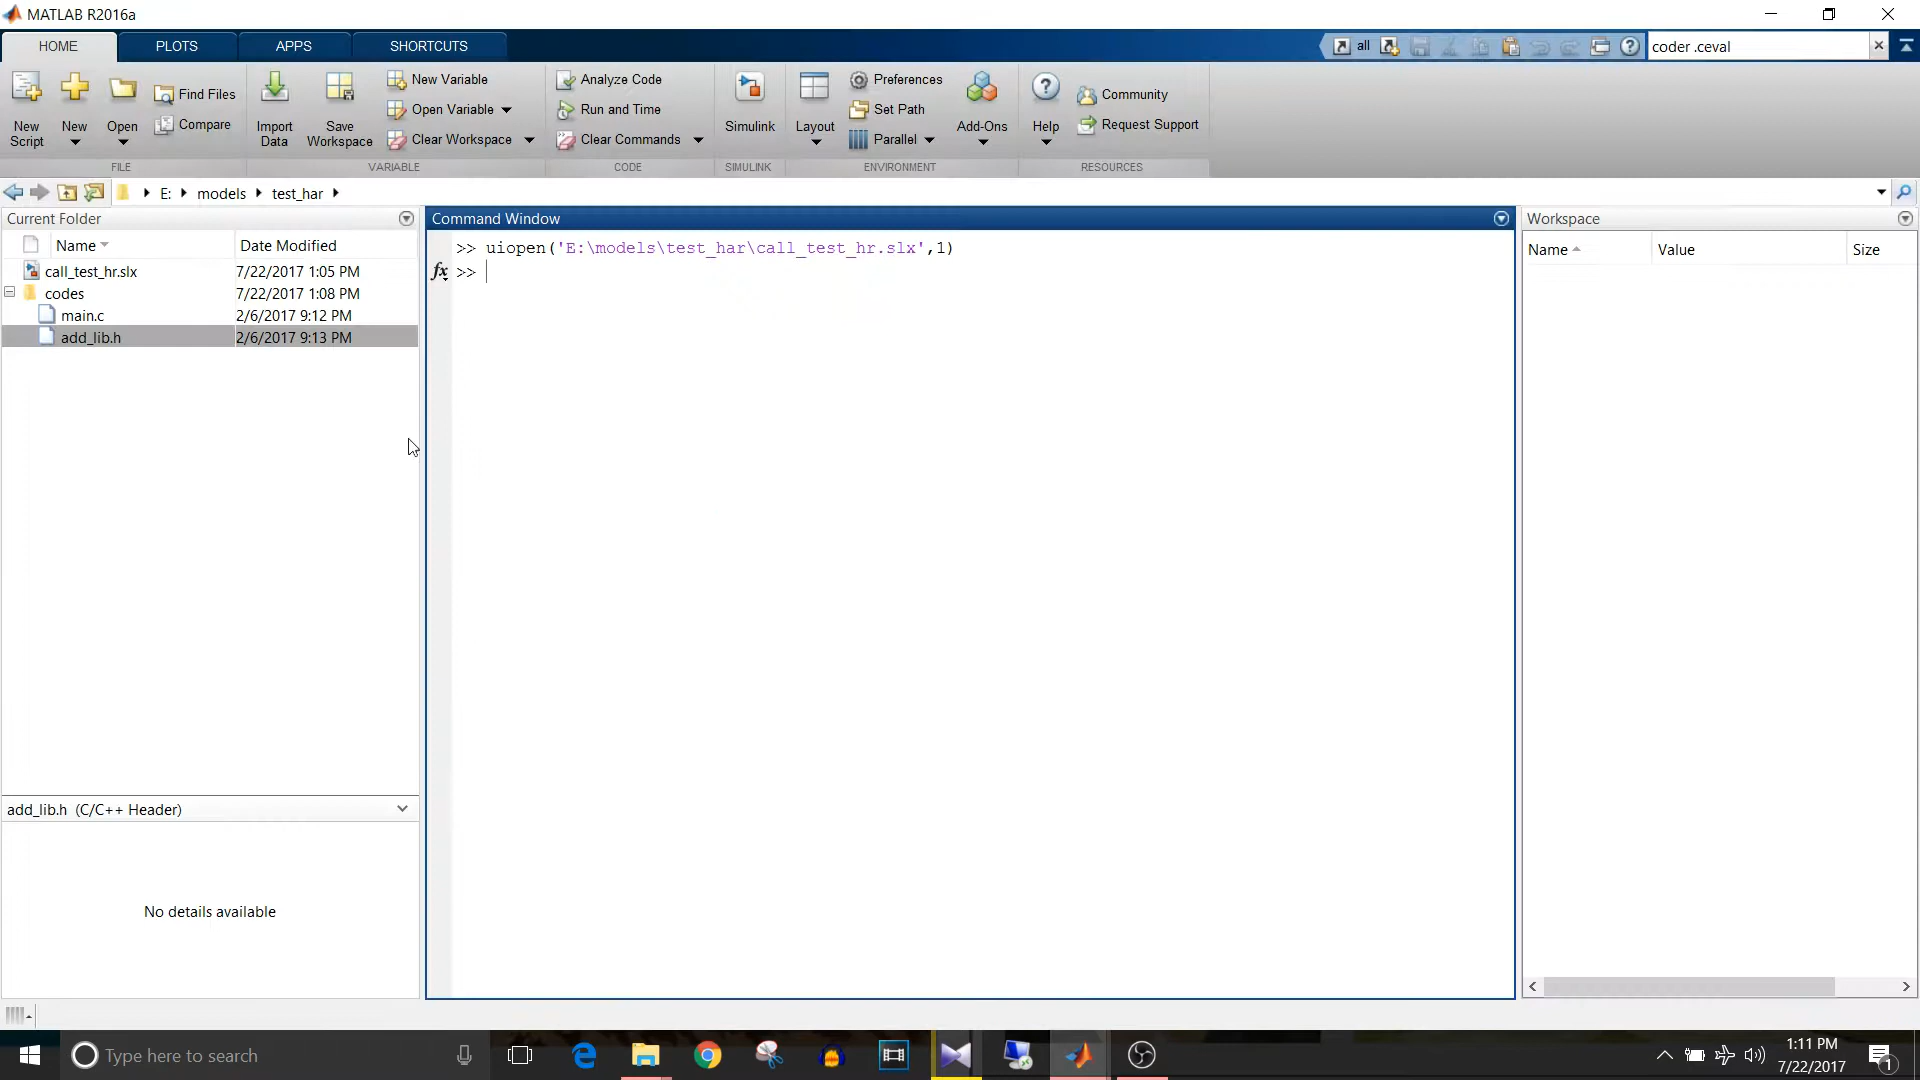 MATLAB R2016a
HOME PLOTS APPS SHORTCUTS all coder .ceval
New Script New Open Find Files Compare
FILE
Import Data Save Workspace New Variable Open Variable Clear Workspace
VARIABLE
Analyze Code Run and Time Clear Commands
CODE
Simulink
SIMULINK
Layout Preferences Set Path Parallel Add-Ons
ENVIRONMENT
Help Community Request Support
RESOURCES
E: models test_har
Current Folder
Name Date Modified
call_test_hr.slx 7/22/2017 1:05 PM
codes 7/22/2017 1:08 PM
main.c 2/6/2017 9:12 PM
add_lib.h 2/6/2017 9:13 PM
add_lib.h (C/C++ Header)
No details available
Command Window
>> uiopen('E:\models\test_har\call_test_hr.slx',1)
fx >>
Workspace
Name Value Size
Type here to search
1:11 PM
7/22/2017
1